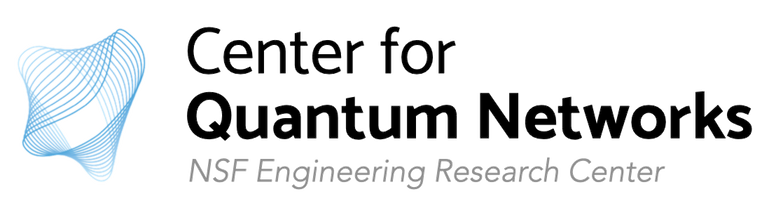 Center for
Quantum Networks
NSF Engineering Research Center